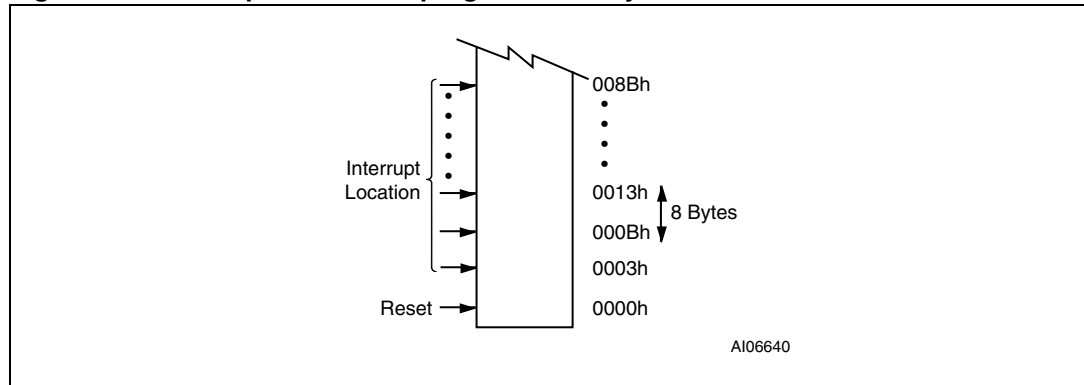 008Bh
Interrupt
Location
0013h
8 Bytes
000Bh
0003h
Reset
0000h
AI06640